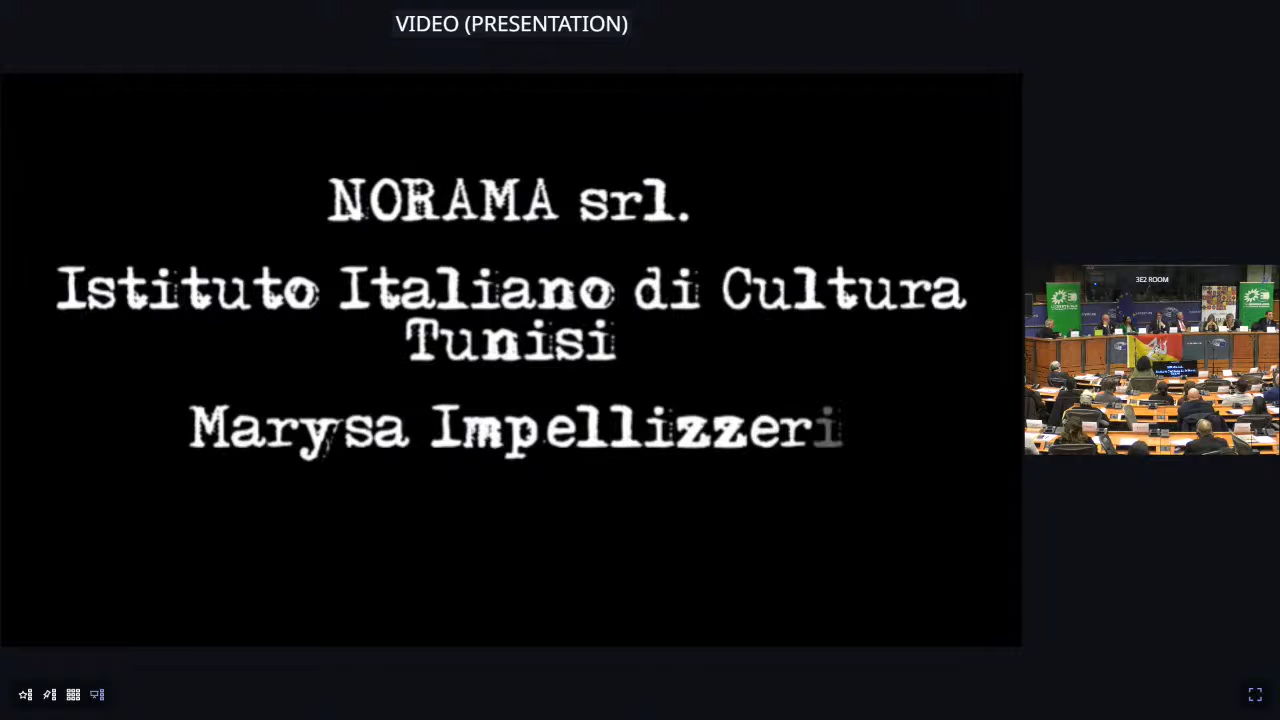 VIDEO (PRESENTATION)
NORAMA srl.
Istituto Italiano di Cultura
Tunisi
Marysa Impellizzeri
3E2 ROOM